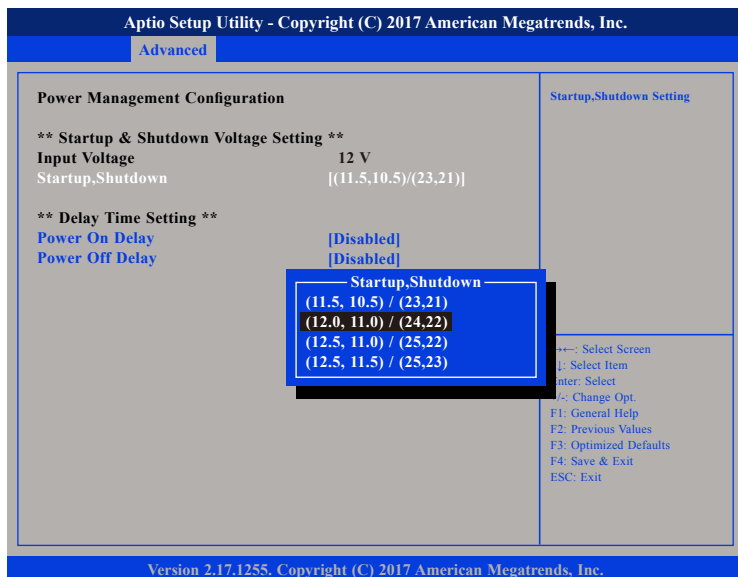 Aptio Setup Utility - Copyright (C) 2017 American Megatrends, Inc.
Advanced
Power Management Configuration
** Startup & Shutdown Voltage Setting **
Input Voltage 12 V
Startup,Shutdown [(11.5,10.5)/(23,21)]
** Delay Time Setting **
Power On Delay [Disabled]
Power Off Delay [Disabled]
Startup,Shutdown
(11.5, 10.5) / (23,21)
(12.0, 11.0) / (24,22)
(12.5, 11.0) / (25,22)
(12.5, 11.5) / (25,23)
Startup,Shutdown Setting
→←: Select Screen
↓: Select Item
nter: Select
/-: Change Opt.
F1: General Help
F2: Previous Values
F3: Optimized Defaults
F4: Save & Exit
ESC: Exit
Version 2.17.1255. Copyright (C) 2017 American Megatrends, Inc.